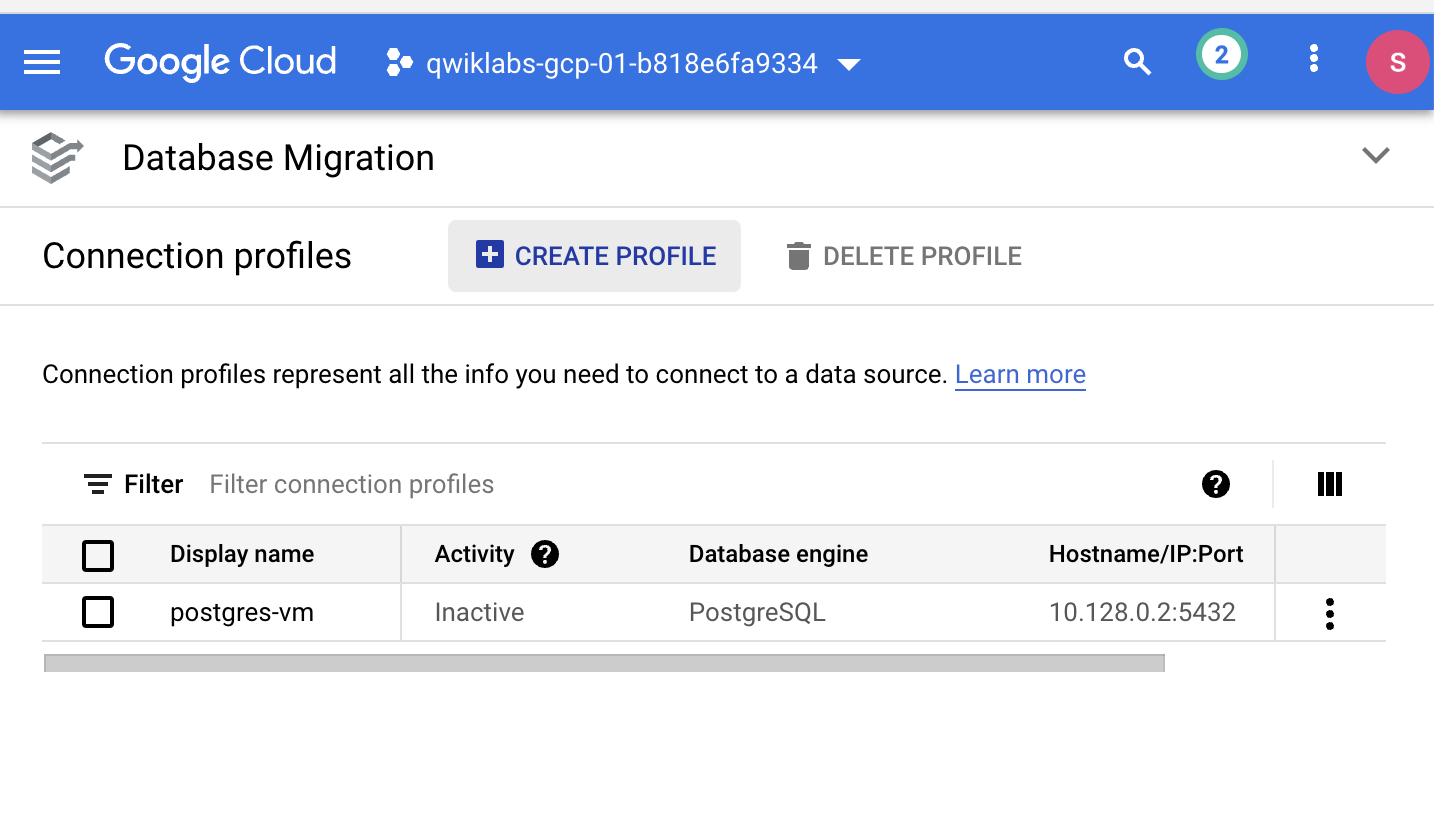 Google Cloud qwiklabs-gcp-01-b818e6fa9334 2 S
Database Migration
Connection profiles CREATE PROFILE DELETE PROFILE
Connection profiles represent all the info you need to connect to a data source. Learn more
Filter Filter connection profiles ?
Display name Activity ? Database engine Hostname/IP:Port
postgres-vm Inactive PostgreSQL 10.128.0.2:5432